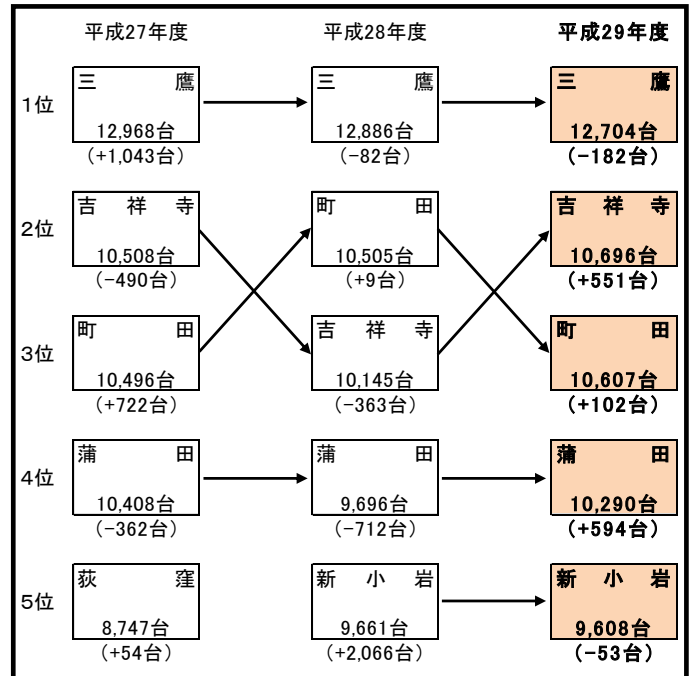 平成27年度 平成28年度 平成29年度
1位
三 鷹 三 鷹 三 鷹
12,968台 12,886台 12,704台
(+1,043台) (-82台) (-182台)
2位
吉 祥 寺 町 田 吉 祥 寺
10,508台 10,505台 10,696台
(-490台) (+9台) (+551台)
3位
町 田 吉 祥 寺 町 田
10,496台 10,145台 10,607台
(+722台) (-363台) (+102台)
4位
蒲 田 蒲 田 蒲 田
10,408台 9,696台 10,290台
(-362台) (-712台) (+594台)
5位
荻 窪 新 小 岩 新 小 岩
8,747台 9,661台 9,608台
(+54台) (+2,066台) (-53台)